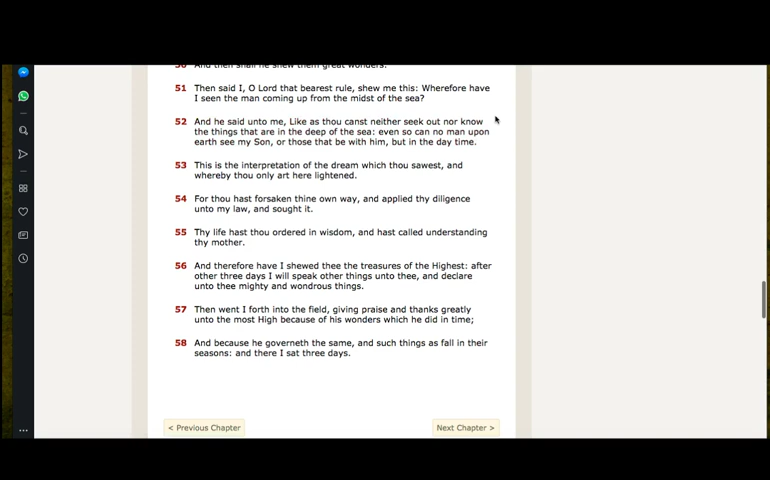 50 And then shall he shew them great wonders.
51 Then said I, O Lord that bearest rule, shew me this: Wherefore have
I seen the man coming up from the midst of the sea?
52 And he said unto me, Like as thou canst neither seek out nor know
the things that are in the deep of the sea: even so can no man upon
earth see my Son, or those that be with him, but in the day time.
53 This is the interpretation of the dream which thou sawest, and
whereby thou only art here lightened.
54 For thou hast forsaken thine own way, and applied thy diligence
unto my law, and sought it.
55 Thy life hast thou ordered in wisdom, and hast called understanding
thy mother.
56 And therefore have I shewed thee the treasures of the Highest: after
other three days I will speak other things unto thee, and declare
unto thee mighty and wondrous things.
57 Then went I forth into the field, giving praise and thanks greatly
unto the most High because of his wonders which he did in time;
58 And because he governeth the same, and such things as fall in their
seasons: and there I sat three days.
< Previous Chapter
Next Chapter >